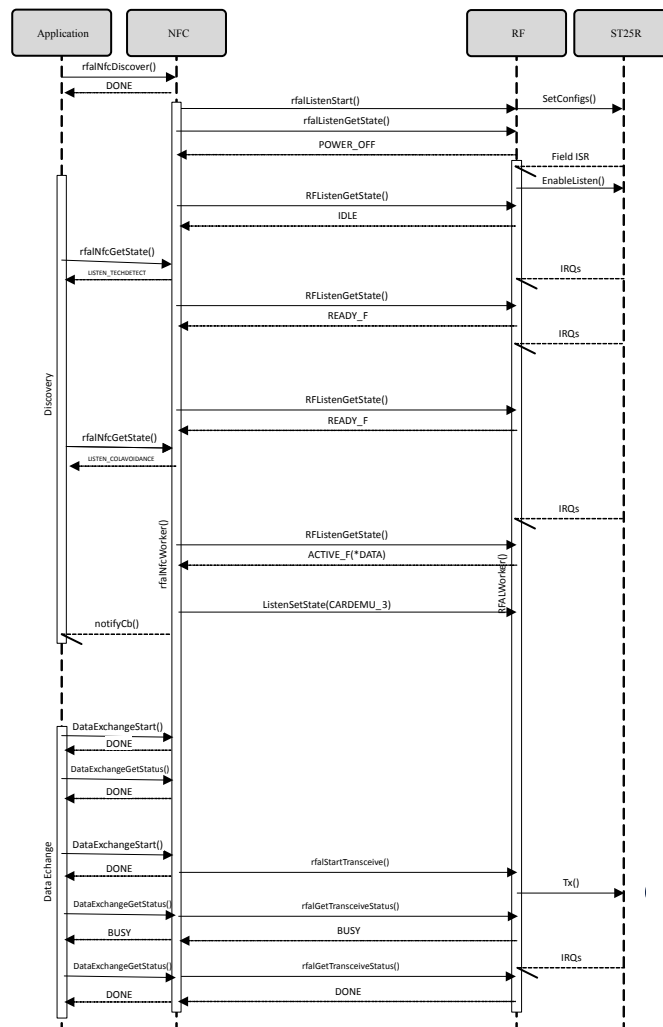 Application
NFC
RF
ST25R
rfalNfcDiscover()
DONE
rfalListenStart()
SetConfigs()
rfalListenGetState()
POWER_OFF
Field ISR
EnableListen()
RFListenGetState()
IDLE
rfalNfcGetState()
LISTEN_TECHDETECT
IRQs
RFListenGetState()
READY_F
IRQs
Discovery
RFListenGetState()
READY_F
rfalNfcGetState()
LISTEN_COLAVOIDANCE
IRQs
rfalNfcWorker()
RFListenGetState()
ACTIVE_F(*DATA)
RFALWorker()
ListenSetState(CARDEMU_3)
notifyCb()
DataExchangeStart()
DONE
DataExchangeGetStatus()
DONE
Data Echange
DataExchangeStart()
rfalStartTransceive()
DONE
Tx()
DataExchangeGetStatus()
rfalGetTransceiveStatus()
BUSY
BUSY
IRQs
DataExchangeGetStatus()
rfalGetTransceiveStatus()
DONE
DONE